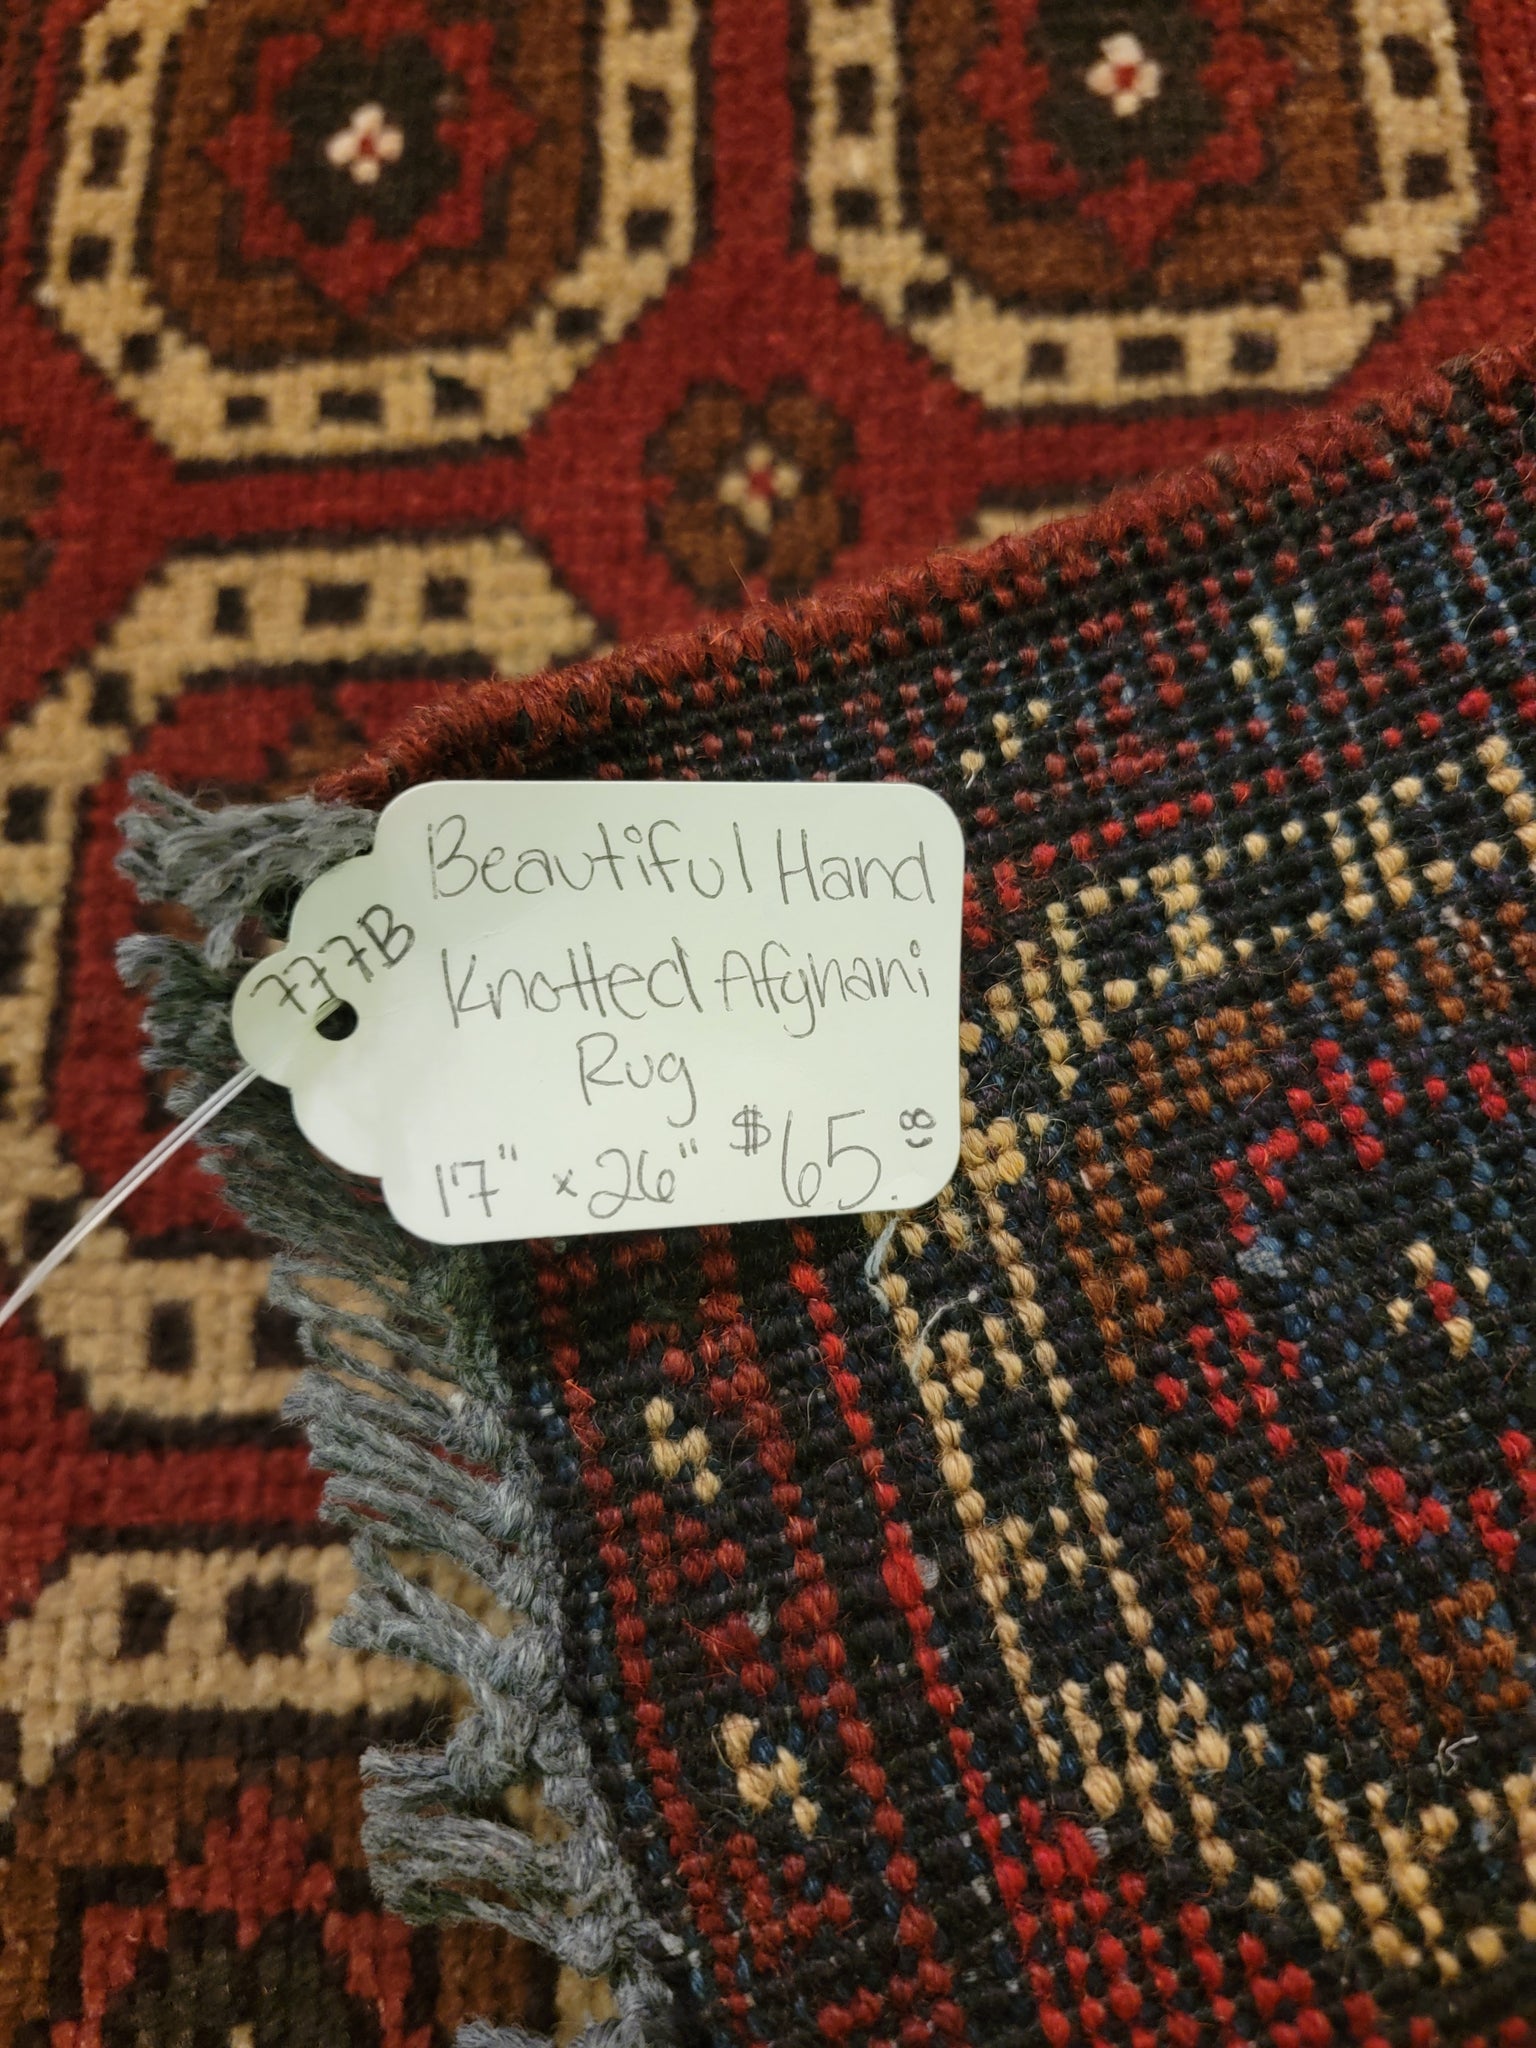 777B
Beautiful Hand
Knotted Afghani
Rug
17" x 26" $65.00